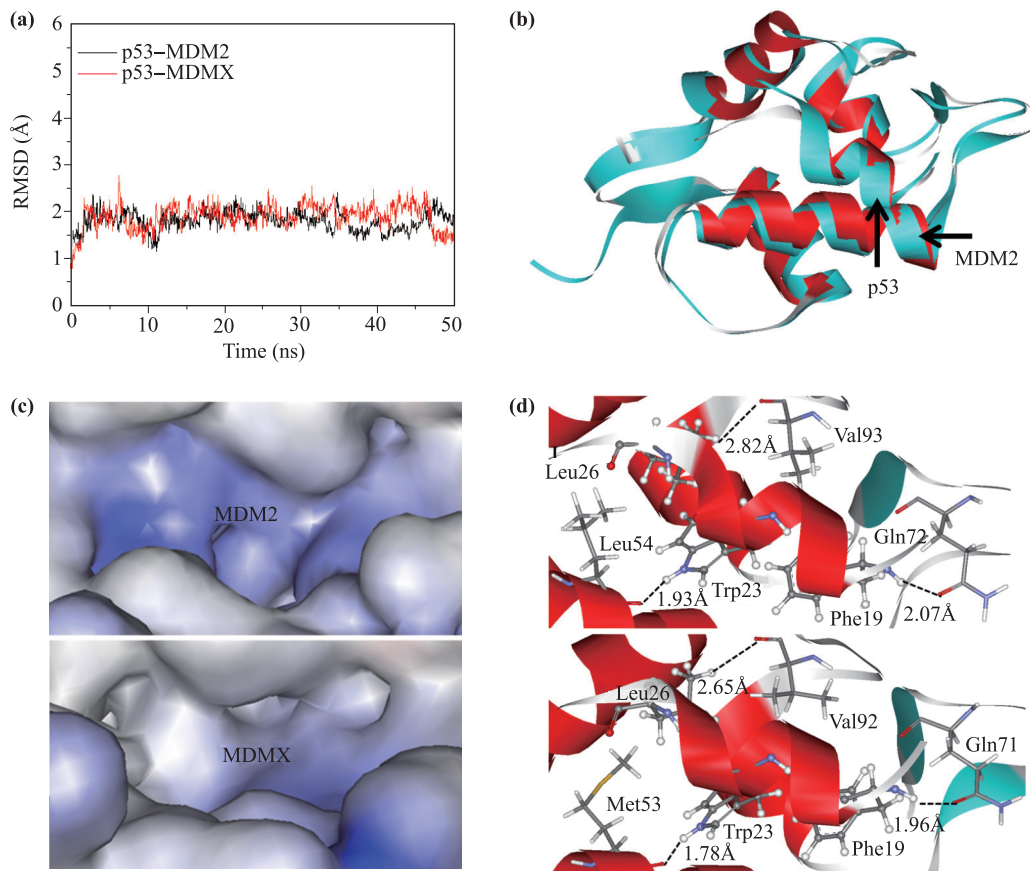 (a)
6
5
4
3
2
1
0
RMSD (Å)
p53−MDM2
p53−MDMX
0 10 20 30 40 50
Time (ns)
(b)
MDM2
p53
(c)
MDM2
MDMX
(d)
Val93
2.82Å
Leu26
Leu54
Gln72
1.93Å
Trp23
Phe19
2.07Å
2.65Å
Leu26
Val92
Gln71
Met53
Trp23
1.96Å
Phe19
1.78Å